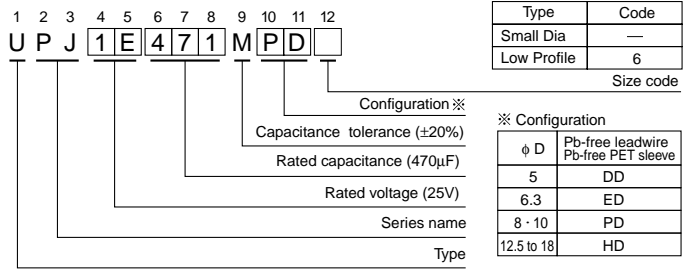 1 2 3 4 5 6 7 8 9 10 11 12
U P J 1 E 4 7 1 M P D
Type Code
Small Dia —
Low Profile 6
Size code
Configuration ※
Capacitance tolerance (±20%)
Rated capacitance (470µF)
Rated voltage (25V)
Series name
Type
※ Configuration
ϕ D Pb-free leadwire
Pb-free PET sleeve
5 DD
6.3 ED
8 · 10 PD
12.5 to 18 HD